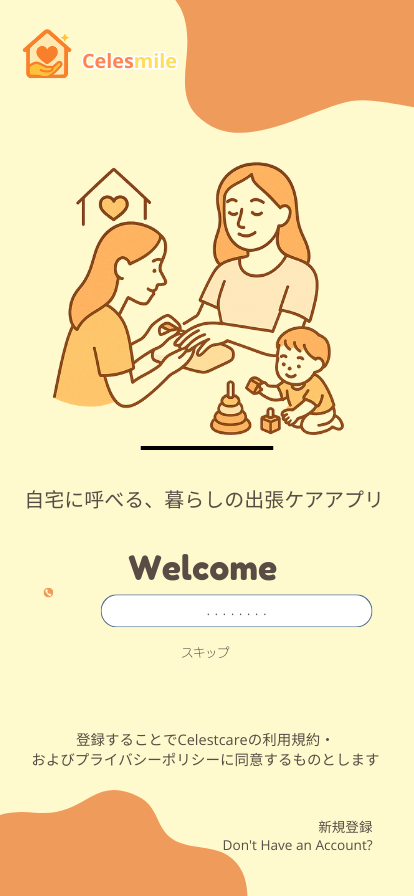 Celesmile
自宅に呼べる、暮らしの出張ケアアプリ
Welcome
........
スキップ
登録することでCelestcareの利用規約・
およびプライバシーポリシーに同意するものとします
新規登録
Don't Have an Account?